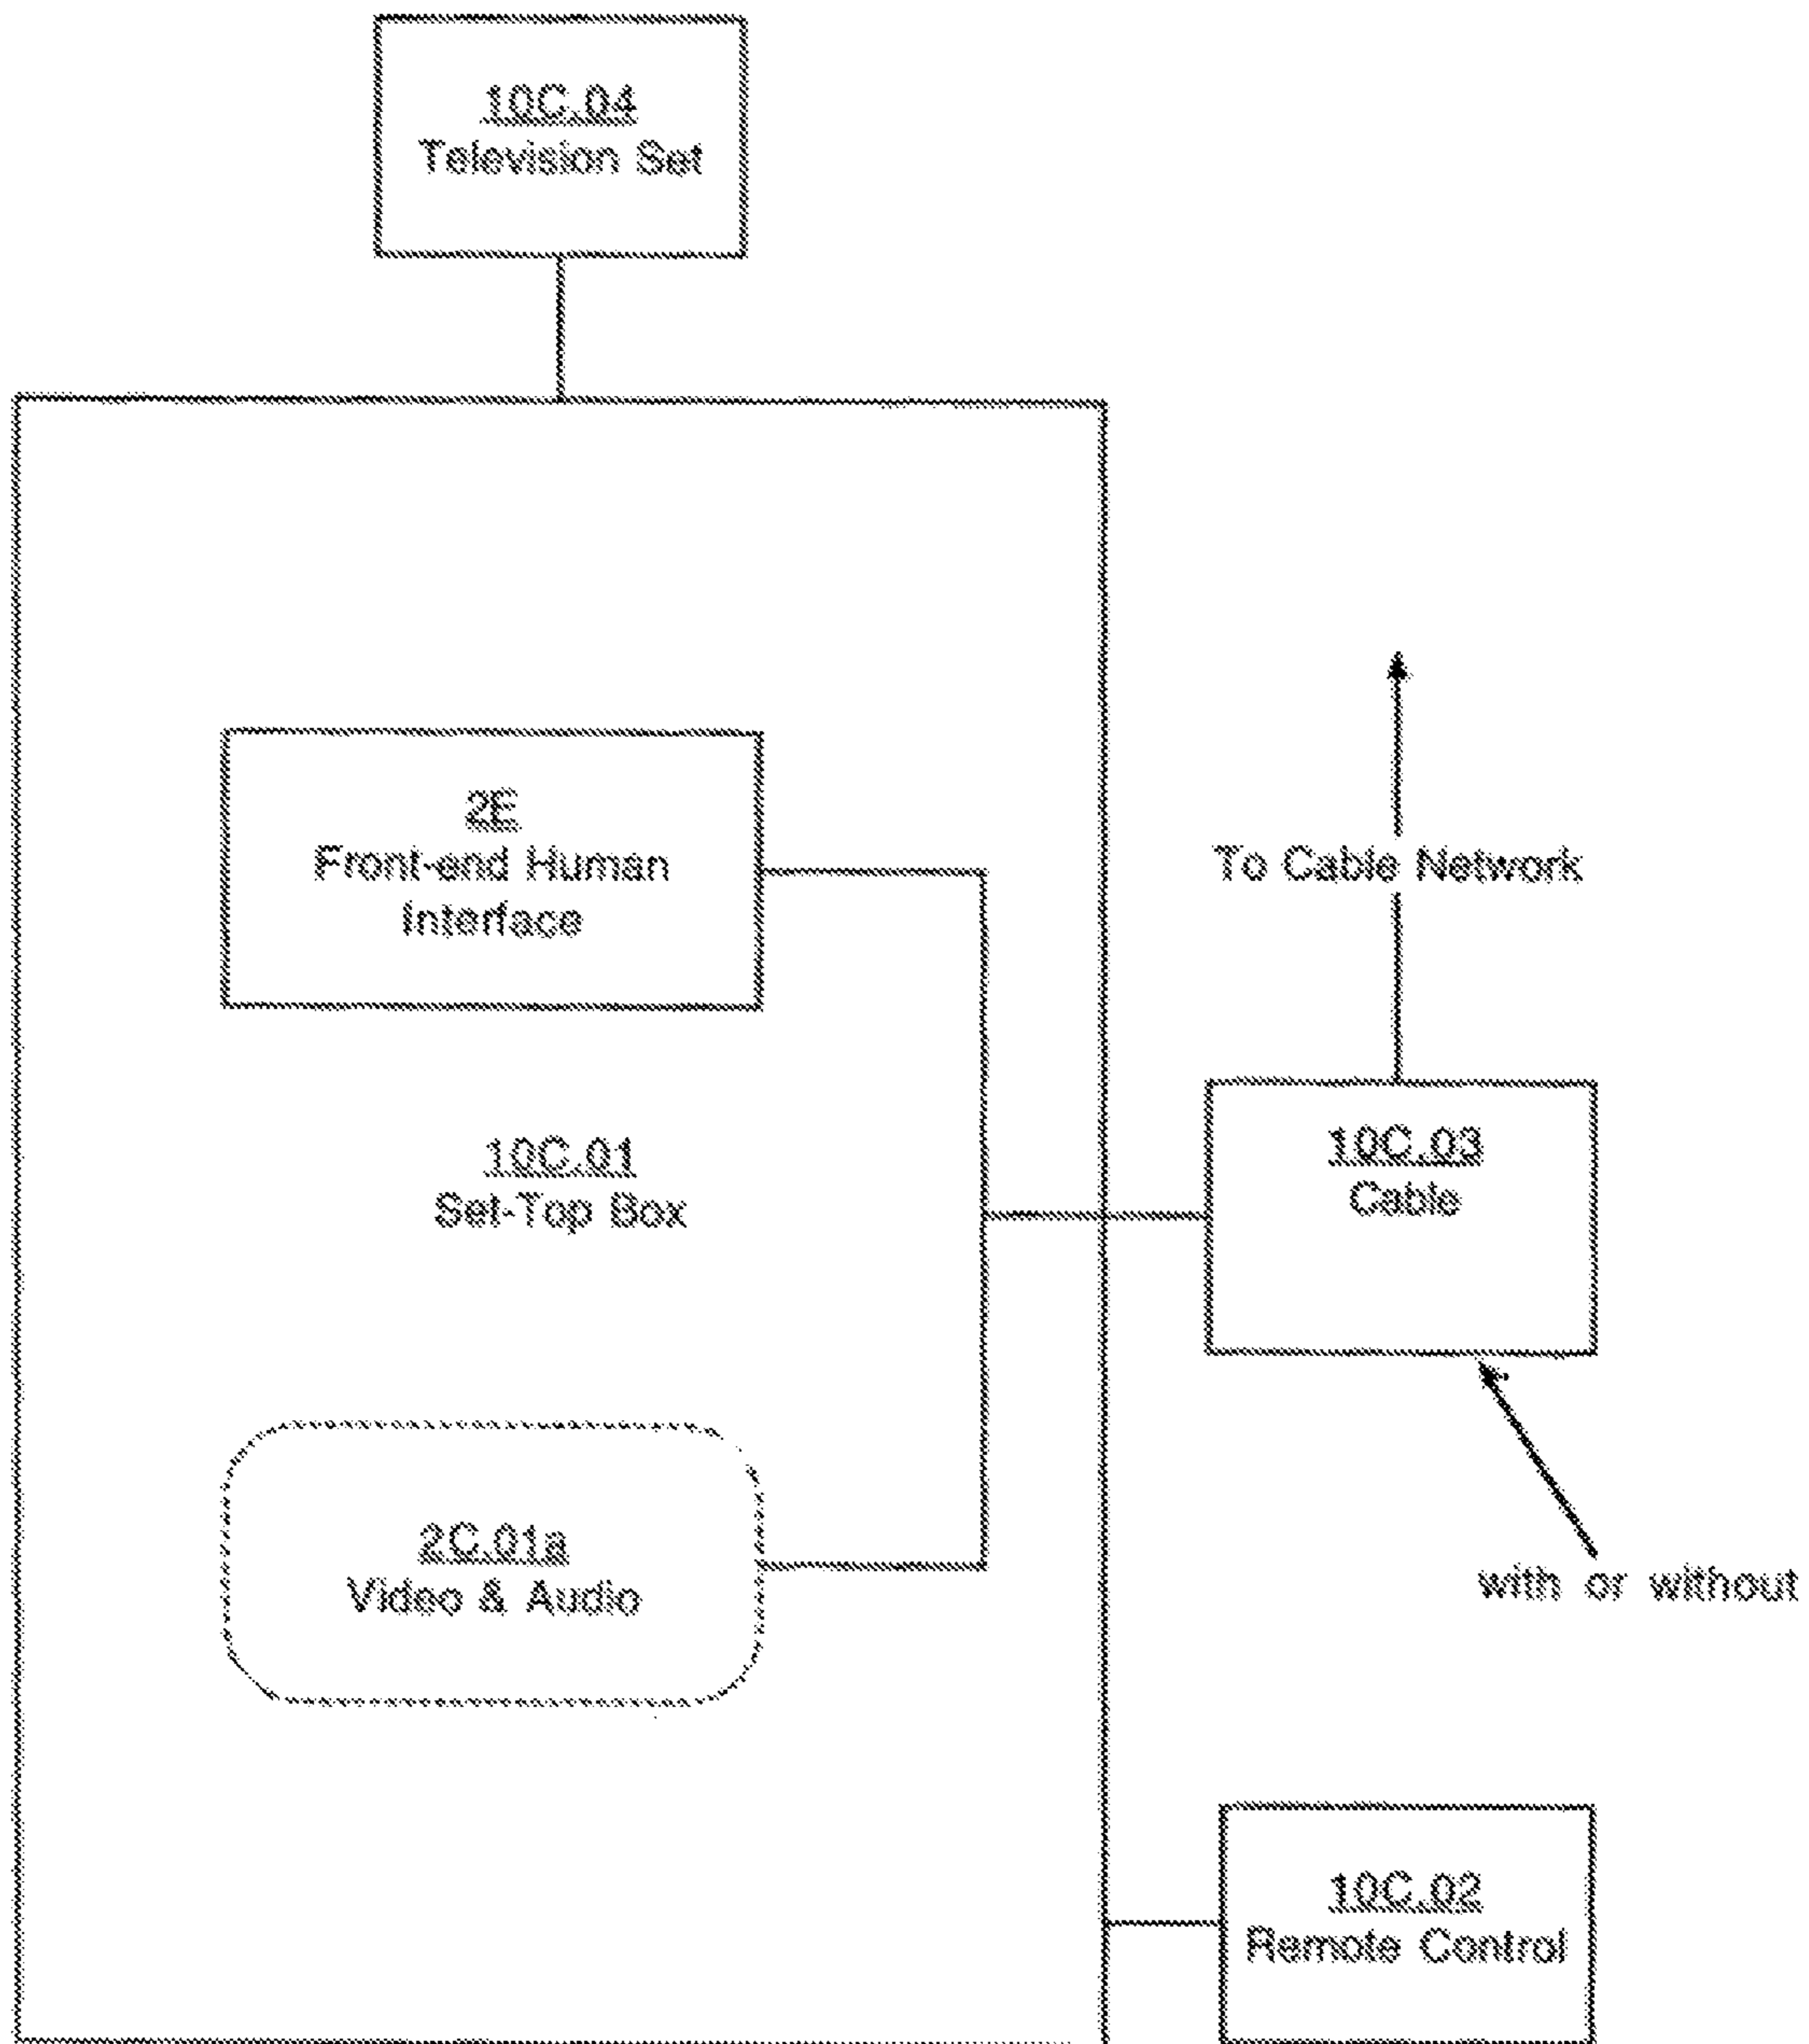 10C.04
Television Set
2E
Front-end Human
Interface
To Cable Network
10C.01
Set-Top Box
10C.03
Cable
2C.01a
Video & Audio
with or without
10C.02
Remote Control